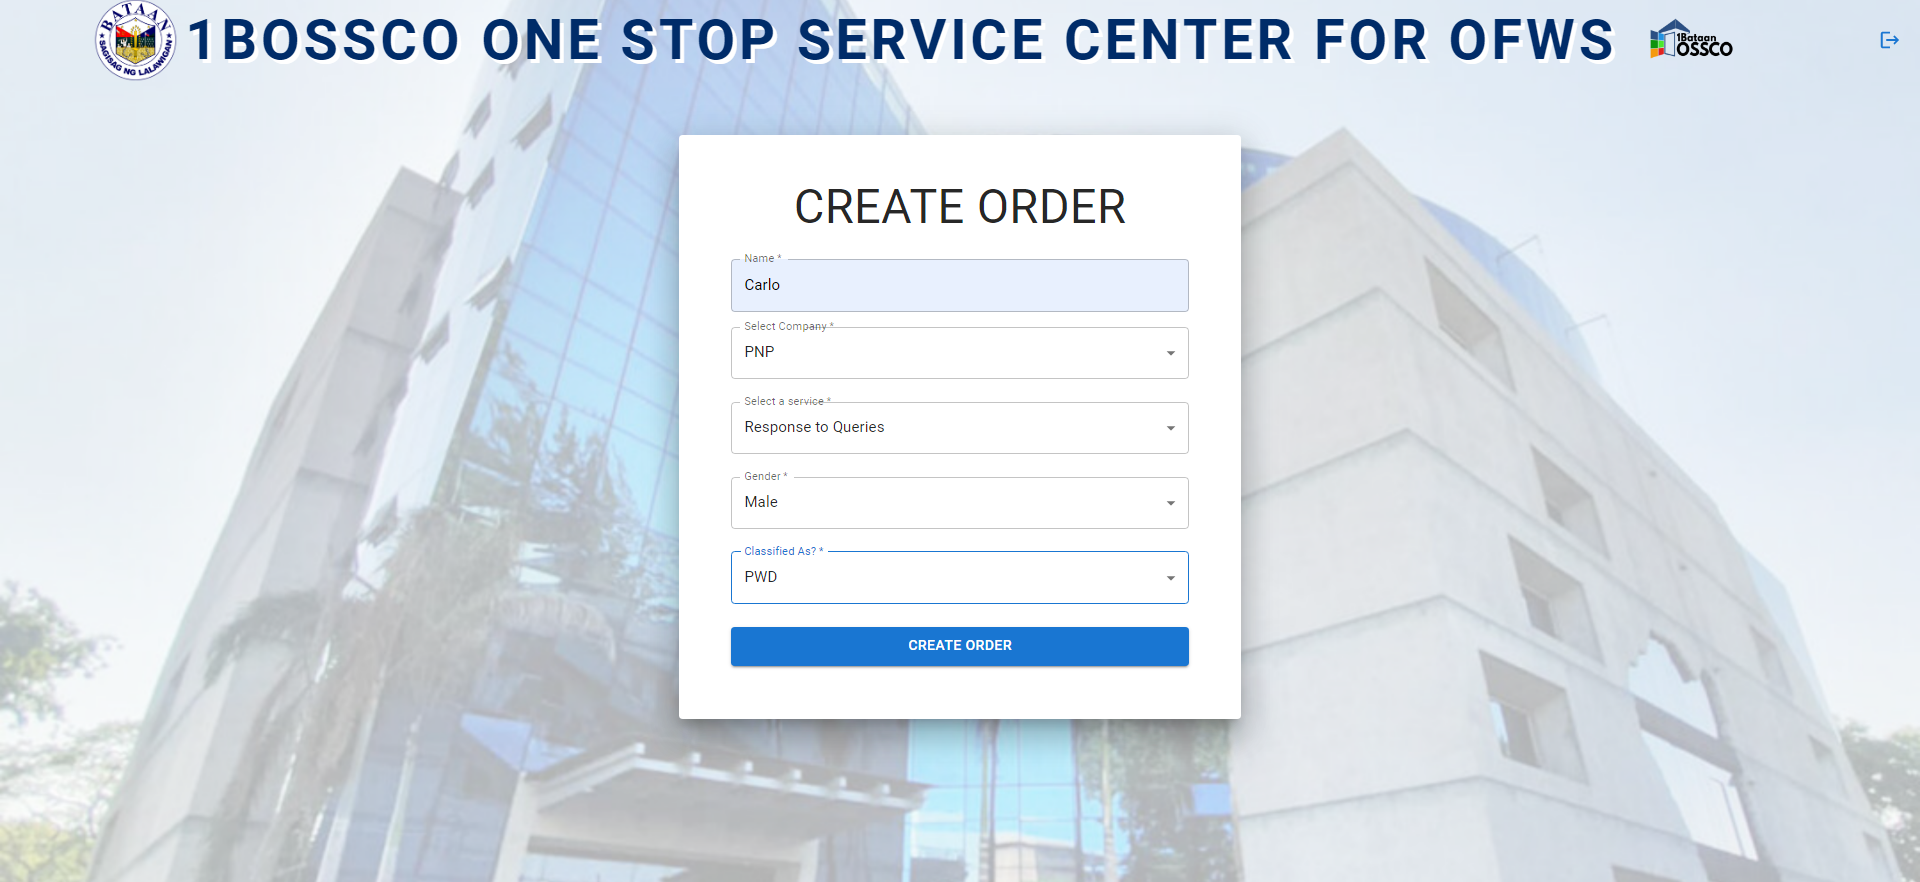 BATAAN
SAGISAG NG LALAWIGAN
1BOSSCO ONE STOP SERVICE CENTER FOR OFWS
1Bataan
OSSCO
CREATE ORDER
Name *
Carlo
Select Company *
PNP
Select a service *
Response to Queries
Gender *
Male
Classified As? *
PWD
CREATE ORDER